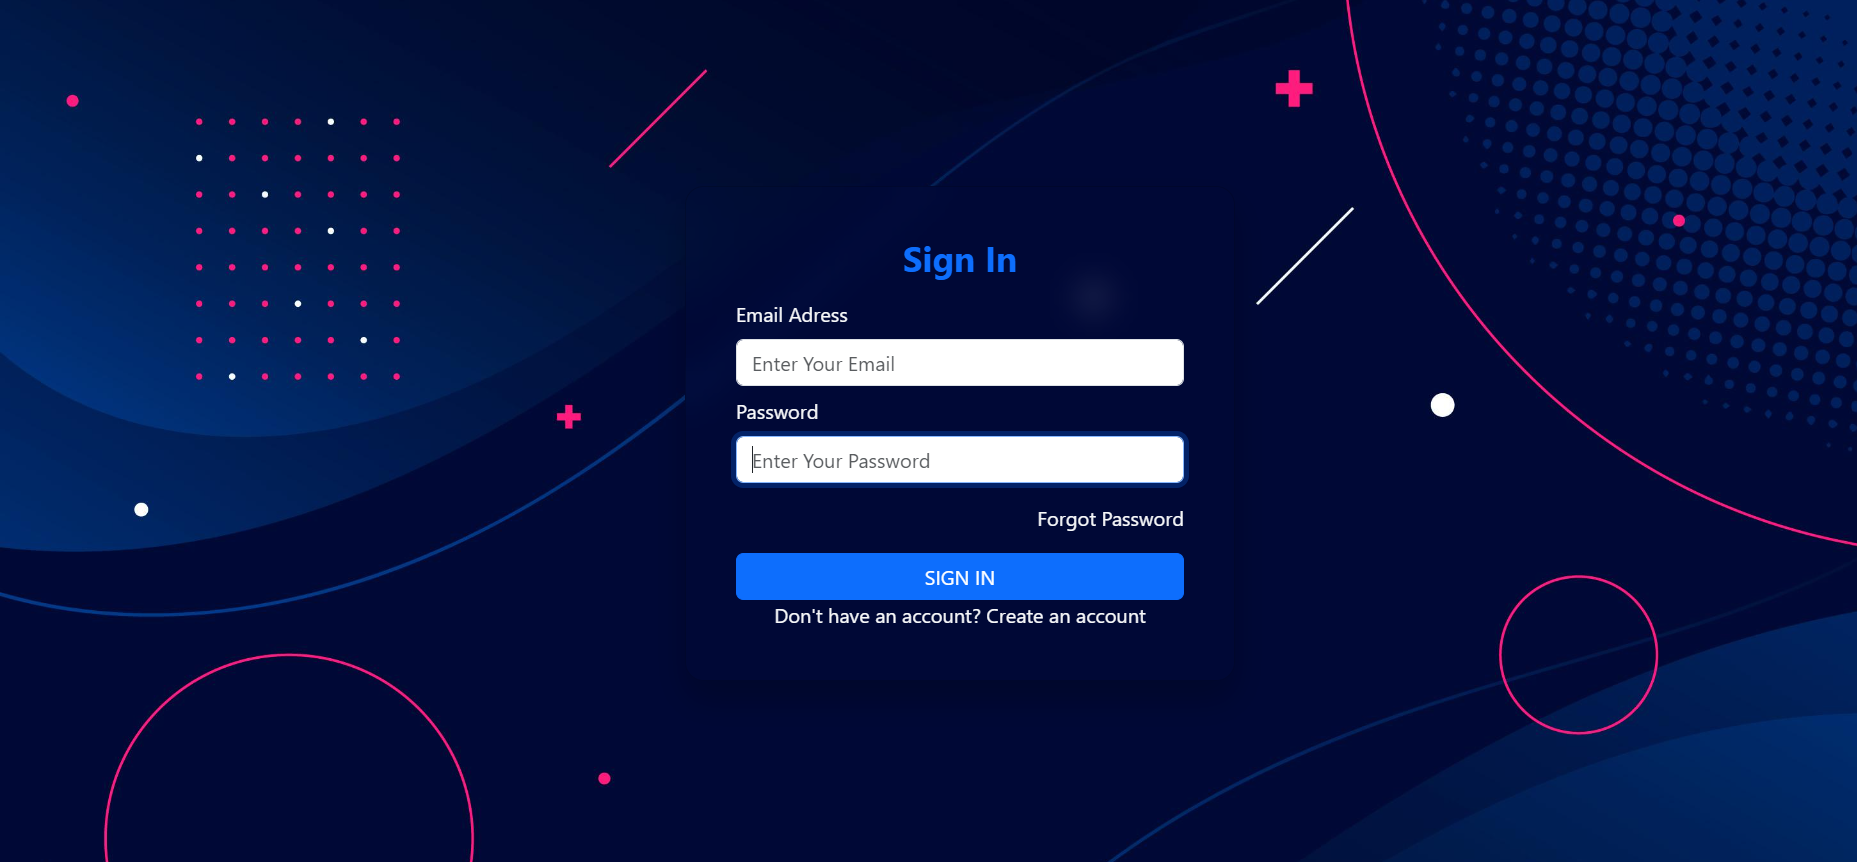 Sign In
Email Adress
Enter Your Email
Password
Enter Your Password
Forgot Password
SIGN IN
Don't have an account? Create an account